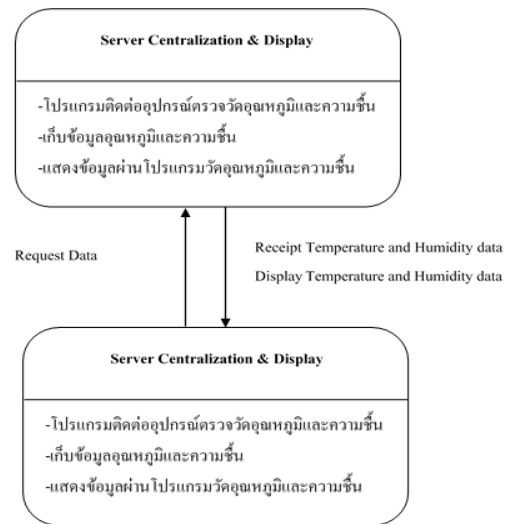 Server Centralization & Display
-โปรแกรมติดต่ออุปกรณ์ตรวจวัดอุณหภูมิและความชื้น
-เก็บข้อมูลอุณหภูมิและความชื้น
-แสดงข้อมูลผ่านโปรแกรมวัดอุณหภูมิและความชื้น
Request Data
Receipt Temperature and Humidity data
Display Temperature and Humidity data
Server Centralization & Display
-โปรแกรมติดต่ออุปกรณ์ตรวจวัดอุณหภูมิและความชื้น
-เก็บข้อมูลอุณหภูมิและความชื้น
-แสดงข้อมูลผ่านโปรแกรมวัดอุณหภูมิและความชื้น